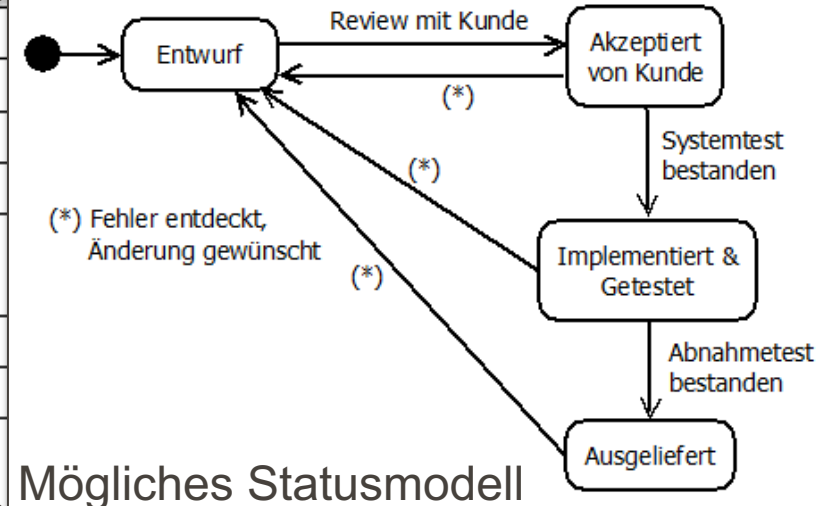 Review mit Kunde
Entwurf
Akzeptiert
von Kunde
(*)
Systemtest
bestanden
(*)
(*) Fehler entdeckt,
Änderung gewünscht
(*)
Implementiert &
Getestet
Abnahmetest
bestanden
Ausgeliefert
Mögliches Statusmodell